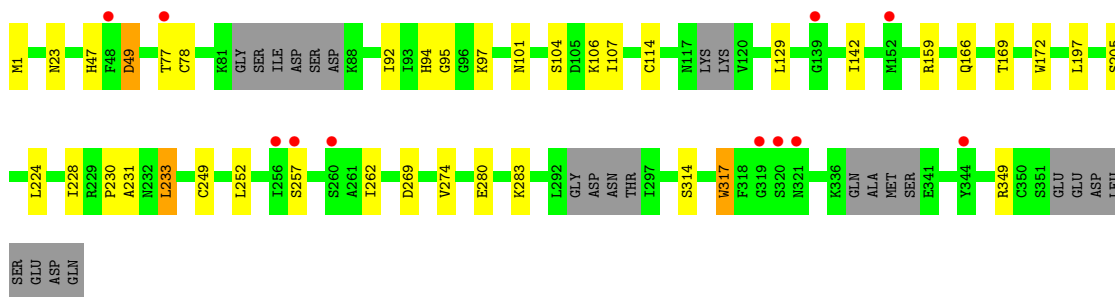 M1 N23 H47 F48 D49 T77 C78 K81 GLY SER ILE ASP SER ASP K88 I92 I93 H94 G95 G96 K97 N101 S104 D105 K106 I107 C114 N117 LYS LYS V120 L129 G139 I142 M152 R159 Q166 T169 W172 L197 S205
L224 I228 R229 P230 A231 N232 L233 C249 L252 I256 S257 S260 A261 I262 D269 V274 E280 K283 L292 GLY ASP ASN THR I297 S314 W317 F318 G319 S320 N321 K336 GLN ALA MET SER E341 Y344 R349 C350 S351 GLU GLU ASP LEU
SER GLU ASP GLN